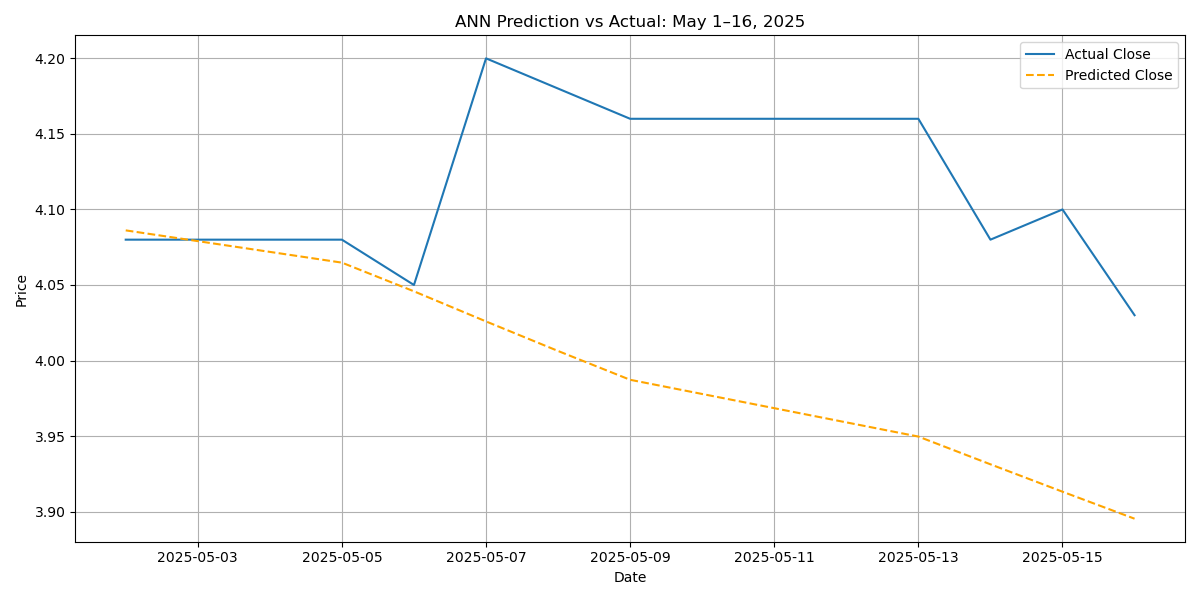 ANN Prediction vs Actual: May 1–16, 2025
Actual Close
Predicted Close
4.20
4.15
4.10
4.05
4.00
3.95
3.90
Price
2025-05-03
2025-05-05
2025-05-07
2025-05-09
2025-05-11
2025-05-13
2025-05-15
Date